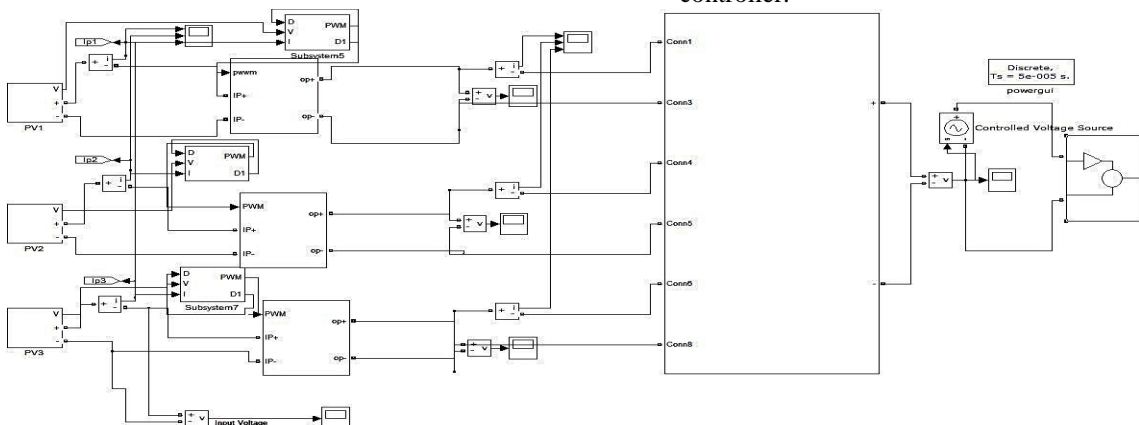 controller.
D
V
I
PWM
D1
Subsystem5
Ip1
+
-
i
V
+
-
PV1
pwwm
IP+
IP-
op+
op-
+
-
v
+
-
i
Conn1
Conn3
Discrete,
Ts = 5e-005 s.
powergui
Controlled Voltage Source
+
s
-
+
-
+
-
v
Ip2
D
V
I
PWM
D1
+
-
i
V
+
-
PV2
PWM
IP+
IP-
op+
op-
+
-
v
+
-
i
Conn4
Conn5
Ip3
D
V
I
PWM
D1
Subsystem7
+
-
i
V
+
-
PV3
PWM
IP+
IP-
op+
op-
+
-
v
+
-
i
Conn6
Conn8
+
-
v
Input Voltage